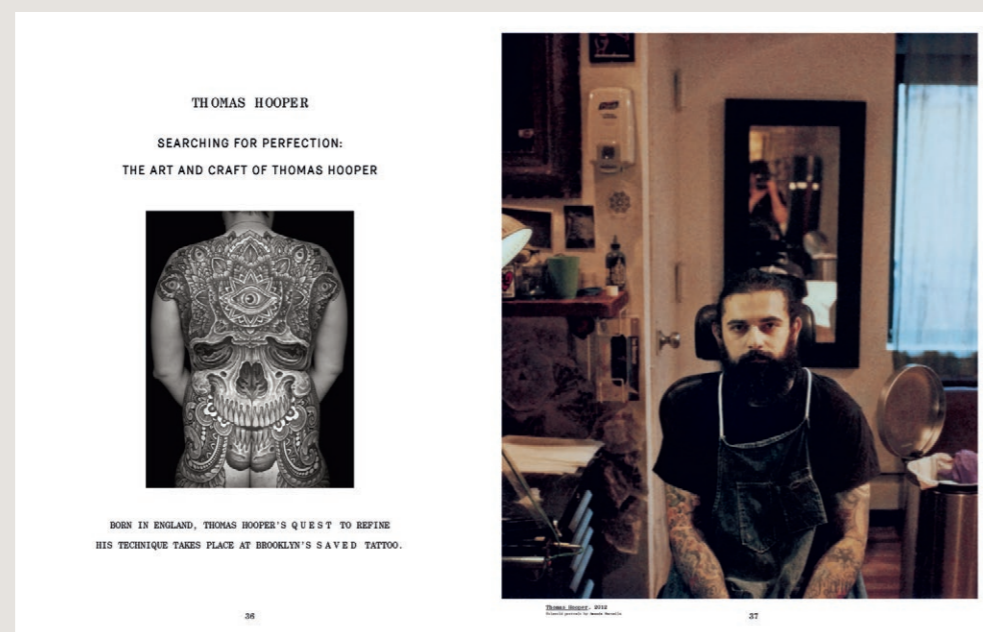 THOMAS HOOPER
SEARCHING FOR PERFECTION:
THE ART AND CRAFT OF THOMAS HOOPER
BORN IN ENGLAND, THOMAS HOOPER'S QUEST TO REFINE
HIS TECHNIQUE TAKES PLACE AT BROOKLYN'S SAVED TATTOO.
36
Thomas Hooper, 2012
37